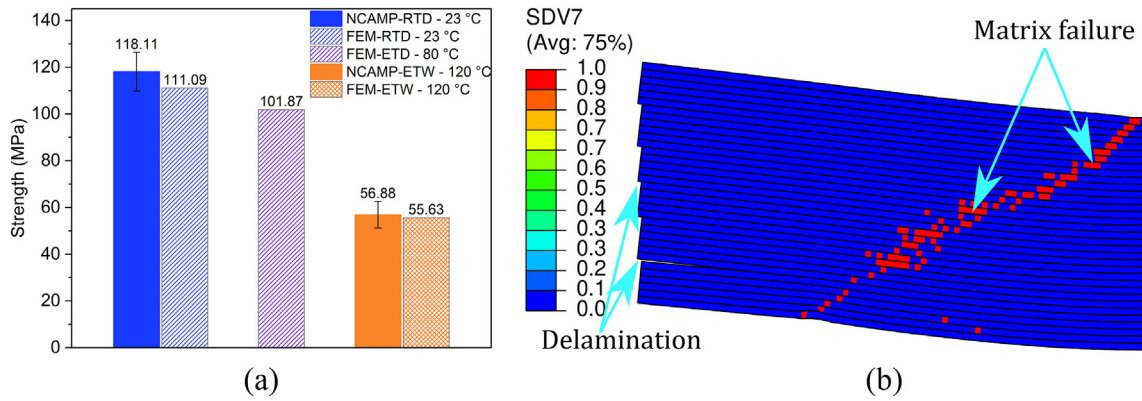 140
120
100
80
60
40
20
0
Strength (MPa)
118.11
111.09
101.87
56.88
55.63
NCAMP-RTD - 23 °C
FEM-RTD - 23 °C
FEM-ETD - 80 °C
NCAMP-ETW - 120 °C
FEM-ETW - 120 °C
(a)
SDV7
(Avg: 75%)
1.0
0.9
0.8
0.7
0.6
0.5
0.4
0.3
0.2
0.1
0.0
Matrix failure
Delamination
(b)